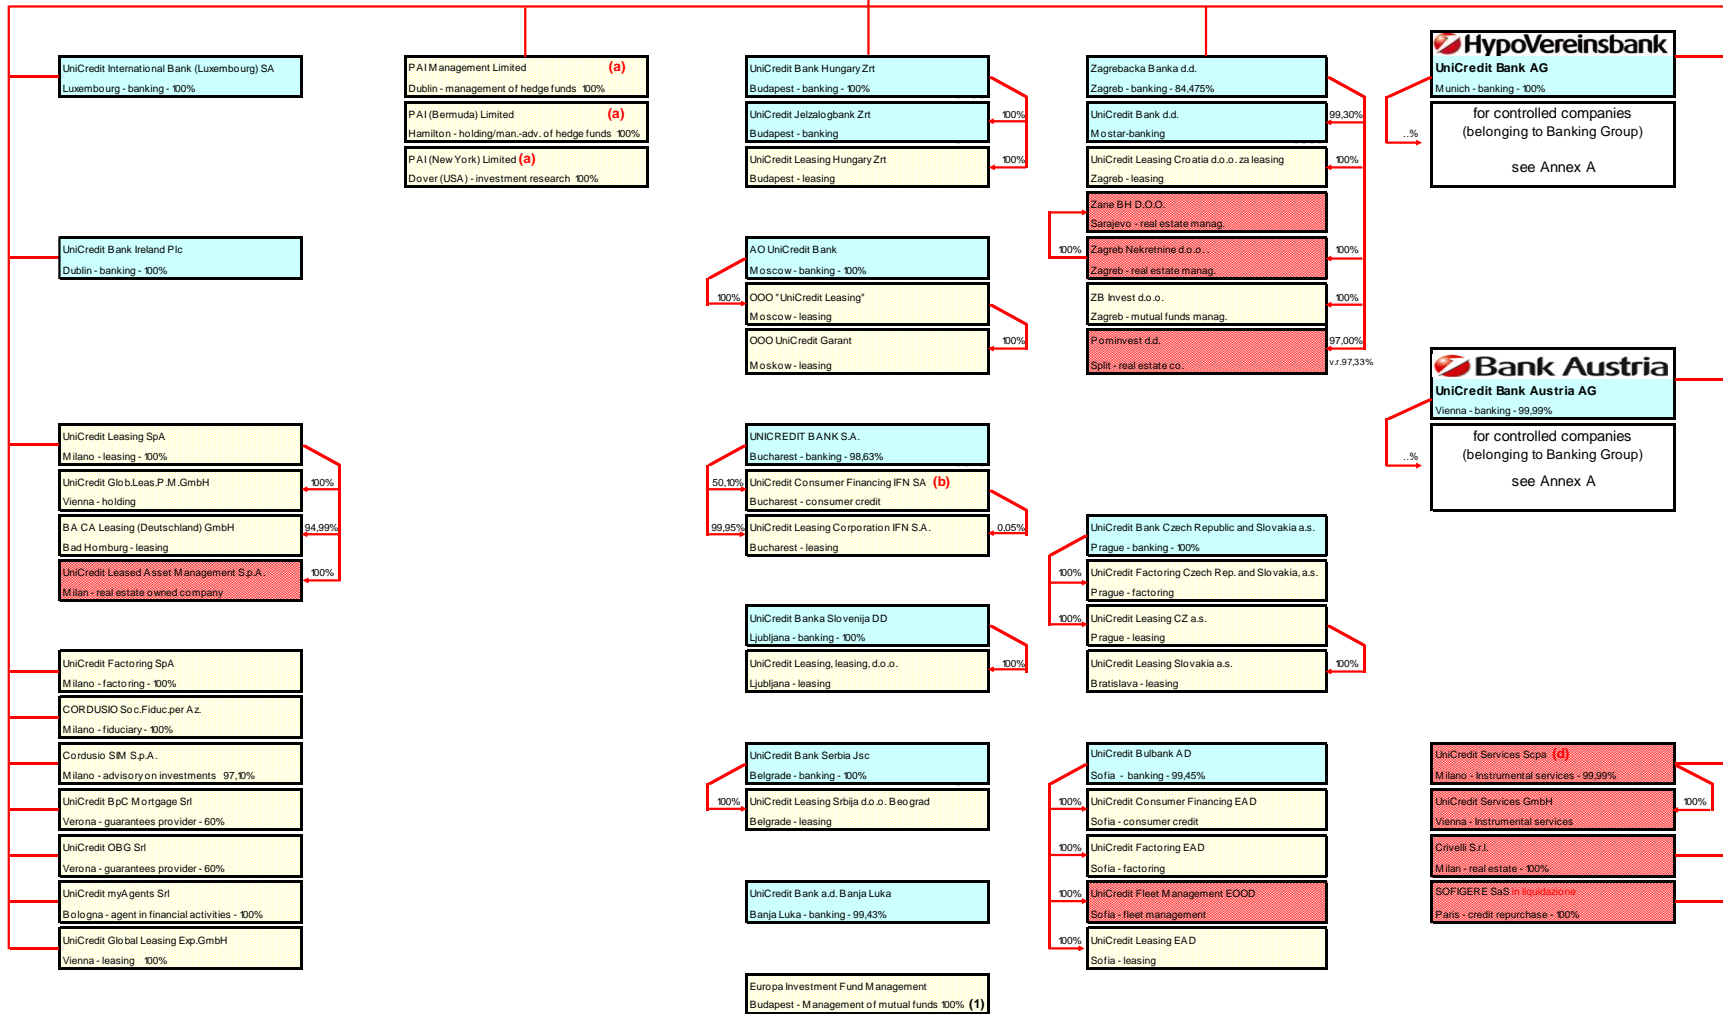 UniCredit International Bank (Luxembourg) SA
Luxembourg - banking - 100%
UniCredit Bank Ireland Plc
Dublin - banking - 100%
UniCredit Leasing SpA
Milano - leasing - 100%
UniCredit Glob.Leas.P.M.GmbH
Vienna - holding
100%
BA CA Leasing (Deutschland) GmbH
Bad Homburg - leasing
94,99%
UniCredit Leased Asset Management S.p.A.
Milan - real estate owned company
100%
UniCredit Factoring SpA
Milano - factoring - 100%
CORDUSIO Soc.Fiduc.per Az.
Milano - fiduciary - 100%
Cordusio SIM S.p.A.
Milano - advisory on investments 97,10%
UniCredit BpC Mortgage Srl
Verona - guarantees provider - 60%
UniCredit OBG Srl
Verona - guarantees provider - 60%
UniCredit myAgents Srl
Bologna - agent in financial activities - 100%
UniCredit Global Leasing Exp.GmbH
Vienna - leasing 100%
PAI Management Limited (a)
Dublin - management of hedge funds 100%
PAI (Bermuda) Limited (a)
Hamilton - holding/man.-adv. of hedge funds 100%
PAI (New York) Limited (a)
Dover (USA) - investment research 100%
UniCredit Bank Hungary Zrt
Budapest - banking - 100%
UniCredit Jelzalogbank Zrt
Budapest - banking
100%
UniCredit Leasing Hungary Zrt
Budapest - leasing
100%
AO UniCredit Bank
Moscow - banking - 100%
100%
OOO "UniCredit Leasing"
Moscow - leasing
OOO UniCredit Garant
Moskow - leasing
100%
UNICREDIT BANK S.A.
Bucharest - banking - 98,63%
50,10%
UniCredit Consumer Financing IFN SA (b)
Bucharest - consumer credit
99,95%
UniCredit Leasing Corporation IFN S.A.
Bucharest - leasing
0,05%
UniCredit Banka Slovenija DD
Ljubljana - banking - 100%
UniCredit Leasing, leasing, d.o.o.
Ljubljana - leasing
100%
UniCredit Bank Serbia Jsc
Belgrade - banking - 100%
100%
UniCredit Leasing Srbija d.o.o. Beograd
Belgrade - leasing
UniCredit Bank a.d. Banja Luka
Banja Luka - banking - 99,43%
Europa Investment Fund Management
Budapest - Management of mutual funds 100% (1)
Zagrebacka Banka d.d.
Zagreb - banking - 84,475%
UniCredit Bank d.d.
Mostar-banking
99,30%
UniCredit Leasing Croatia d.o.o. za leasing
Zagreb - leasing
100%
Zane BH D.O.O.
Sarajevo - real estate manag.
100%
Zagreb Nekretnine d.o.o.
Zagreb - real estate manag.
100%
ZB Invest d.o.o.
Zagreb - mutual funds manag.
100%
Pominvest d.d.
Split - real estate co.
97,00%
v.r.97,33%
UniCredit Bank Czech Republic and Slovakia a.s.
Prague - banking - 100%
100%
UniCredit Factoring Czech Rep. and Slovakia, a.s.
Prague - factoring
100%
UniCredit Leasing CZ a.s.
Prague - leasing
UniCredit Leasing Slovakia a.s.
Bratislava - leasing
100%
UniCredit Bulbank AD
Sofia - banking - 99,45%
100%
UniCredit Consumer Financing EAD
Sofia - consumer credit
100%
UniCredit Factoring EAD
Sofia - factoring
100%
UniCredit Fleet Management EOOD
Sofia - fleet management
100%
UniCredit Leasing EAD
Sofia - leasing
HypoVereinsbank
UniCredit Bank AG
Munich - banking - 100%
..%
for controlled companies
(belonging to Banking Group)
see Annex A
Bank Austria
UniCredit Bank Austria AG
Vienna - banking - 99,99%
..%
for controlled companies
(belonging to Banking Group)
see Annex A
UniCredit Services Scpa (d)
Milano - Instrumental services - 99,99%
UniCredit Services GmbH
Vienna - Instrumental services
100%
Crivelli S.r.l.
Milan - real estate - 100%
SOFIGERE SaS in liquidazione
Paris - credit repurchase - 100%